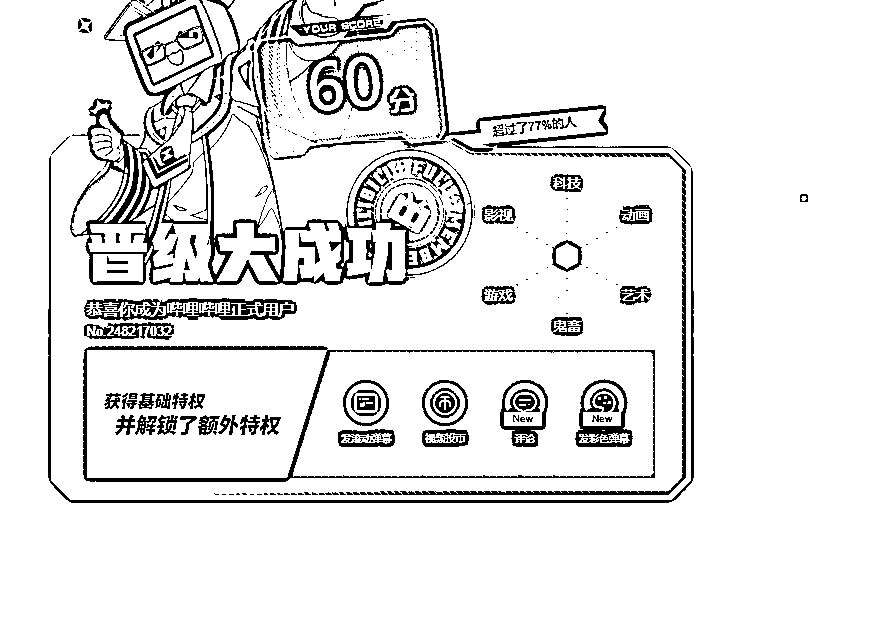 YOUR SCORE
60分
超过了77%的人
BILIBILI FOCUS MEMBE
科技
影视
动画
游戏
艺术
鬼畜
晋级大成功
恭喜你成为哔哩哔哩正式用户
No.248217032
获得基础特权
并解锁了额外特权
New
New
发滚动弹幕
视频投币
评论
发彩色弹幕